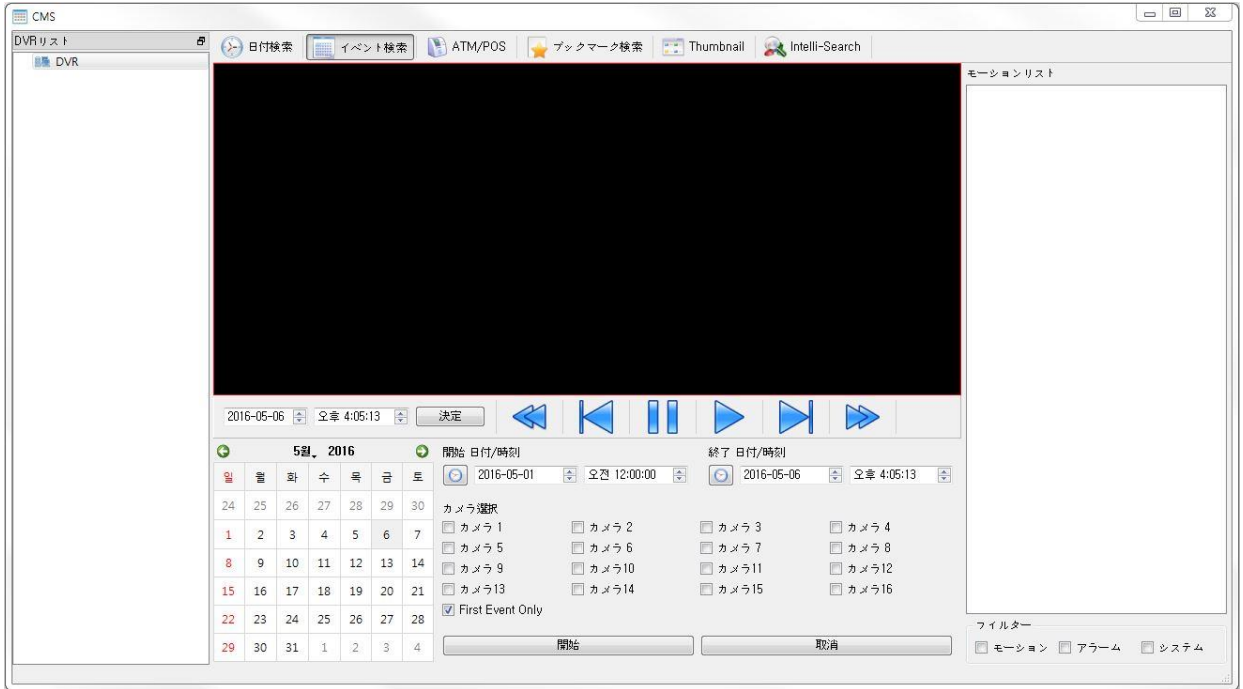 CMS
DVRリスト
DVR
日付検索 イベント検索 ATM/POS ブックマーク検索 Thumbnail Intelli-Search
モーションリスト
2016-05-06 오후 4:05:13 決定
5월, 2016
일 월 화 수 목 금 토
24 25 26 27 28 29 30
1 2 3 4 5 6 7
8 9 10 11 12 13 14
15 16 17 18 19 20 21
22 23 24 25 26 27 28
29 30 31 1 2 3 4
開始 日付/時刻 終了 日付/時刻
2016-05-01 오전 12:00:00 2016-05-06 오후 4:05:13
カメラ選択
カメラ 1 カメラ 2 カメラ 3 カメラ 4
カメラ 5 カメラ 6 カメラ 7 カメラ 8
カメラ 9 カメラ10 カメラ11 カメラ12
カメラ13 カメラ14 カメラ15 カメラ16
First Event Only
開始 取消
フィルター
モーション アラーム システム